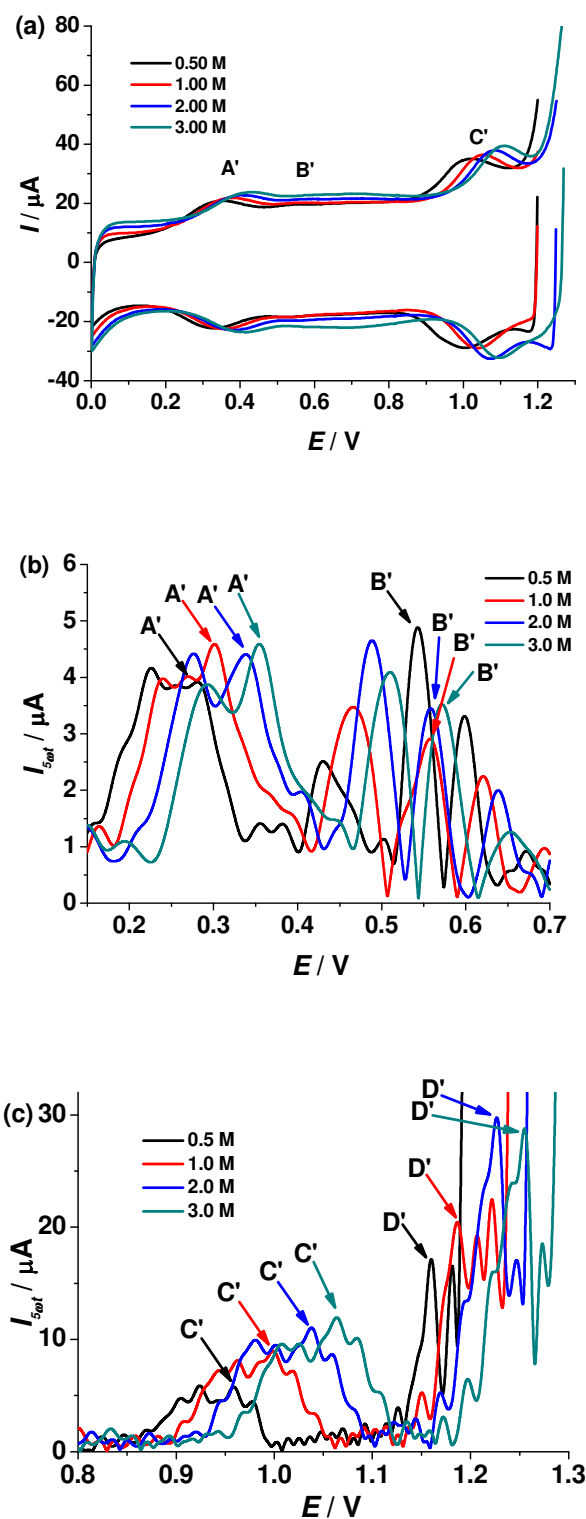 (a)
80
60
40
20
0
-20
-40
I / µA
0.50 M
1.00 M
2.00 M
3.00 M
A' B' C'
0.0 0.2 0.4 0.6 0.8 1.0 1.2
E / V
(b)
6
5
4
3
2
1
0
I5ωt / µA
0.5 M
1.0 M
2.0 M
3.0 M
A' A' A' A'
B' B' B' B'
0.2 0.3 0.4 0.5 0.6 0.7
E / V
(c)
30
20
10
0
I5ωt / µA
0.5 M
1.0 M
2.0 M
3.0 M
C' C' C' C'
D' D' D' D'
0.8 0.9 1.0 1.1 1.2 1.3
E / V